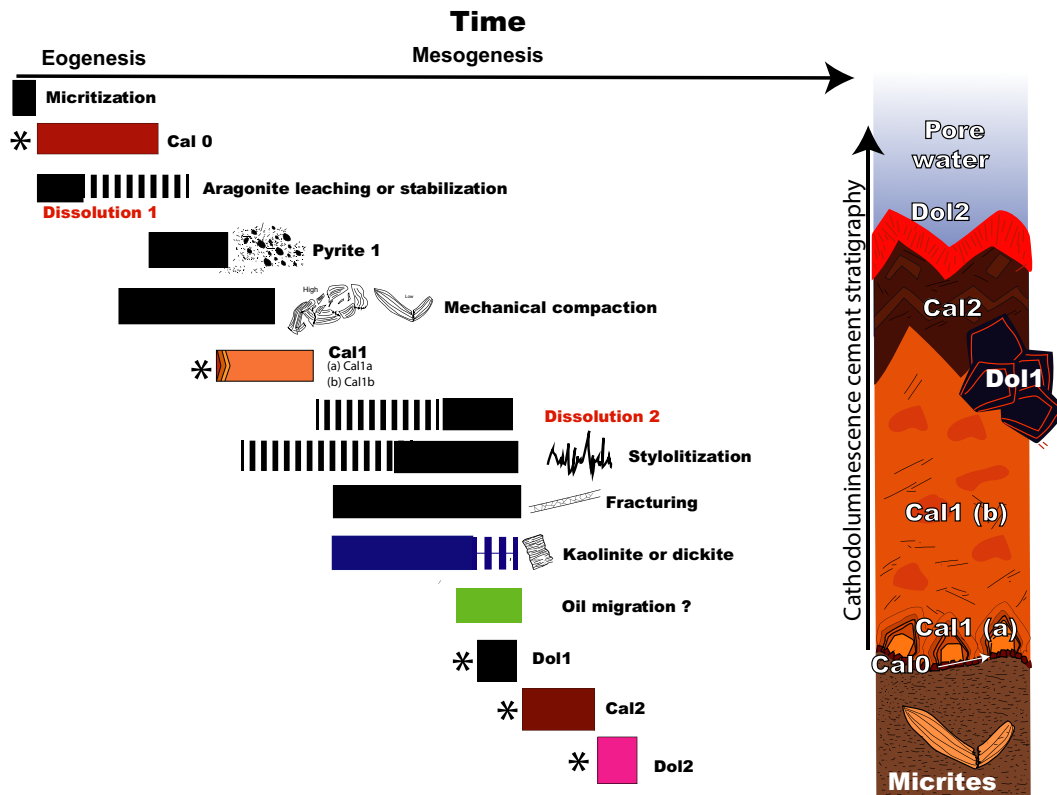 Time
Eogenesis
Mesogenesis
Micritization
* Cal 0
Aragonite leaching or stabilization
Dissolution 1
Pyrite 1
High
Low
Mechanical compaction
* Cal1
(a) Cal1a
(b) Cal1b
Dissolution 2
Stylolitization
Fracturing
Kaolinite or dickite
Oil migration ?
* Dol1
* Cal2
* Dol2
Cathodoluminescence cement stratigraphy
Pore
water
Dol2
Cal2
Dol1
Cal1 (b)
Cal1 (a)
Cal0
Micrites